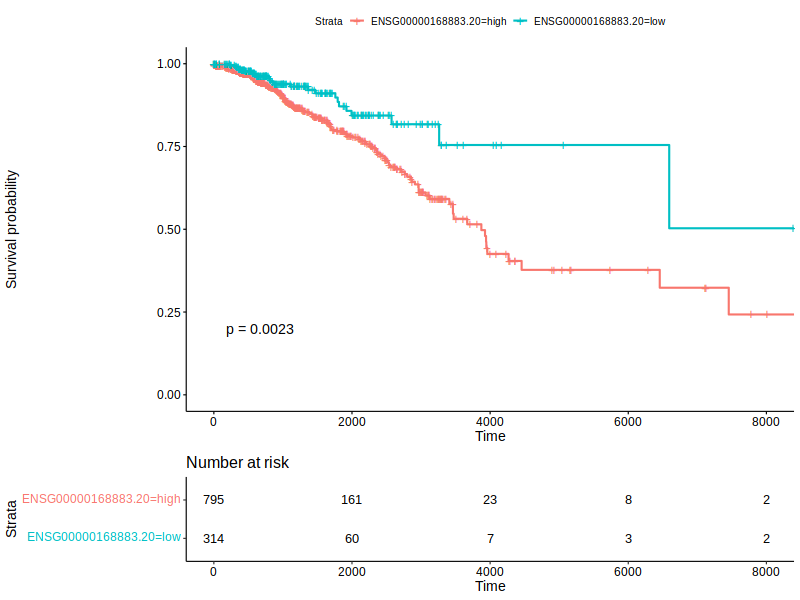 Strata ENSG00000168883.20=high ENSG00000168883.20=low
Survival probability
1.00
0.75
0.50
0.25
0.00
p = 0.0023
0 2000 4000 6000 8000
Time
Number at risk
Strata
ENSG00000168883.20=high 795 161 23 8 2
ENSG00000168883.20=low 314 60 7 3 2
0 2000 4000 6000 8000
Time